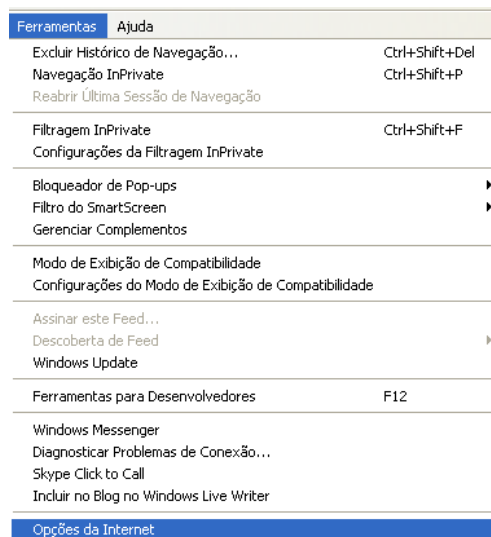 Ferramentas Ajuda
Excluir Histórico de Navegação... Ctrl+Shift+Del
Navegação InPrivate Ctrl+Shift+P
Reabrir Última Sessão de Navegação
Filtragem InPrivate Ctrl+Shift+F
Configurações da Filtragem InPrivate
Bloqueador de Pop-ups
Filtro do SmartScreen
Gerenciar Complementos
Modo de Exibição de Compatibilidade
Configurações do Modo de Exibição de Compatibilidade
Assinar este Feed...
Descoberta de Feed
Windows Update
Ferramentas para Desenvolvedores F12
Windows Messenger
Diagnosticar Problemas de Conexão...
Skype Click to Call
Incluir no Blog no Windows Live Writer
Opções da Internet